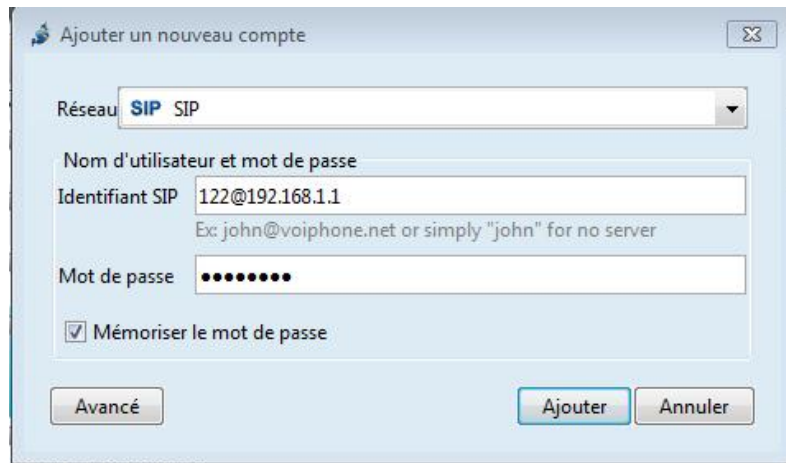 Ajouter un nouveau compte
Réseau SIP SIP
Nom d'utilisateur et mot de passe
Identifiant SIP 122@192.168.1.1
Ex: john@voiphone.net or simply "john" for no server
Mot de passe ●●●●●●●●
Mémoriser le mot de passe
Avancé Ajouter Annuler